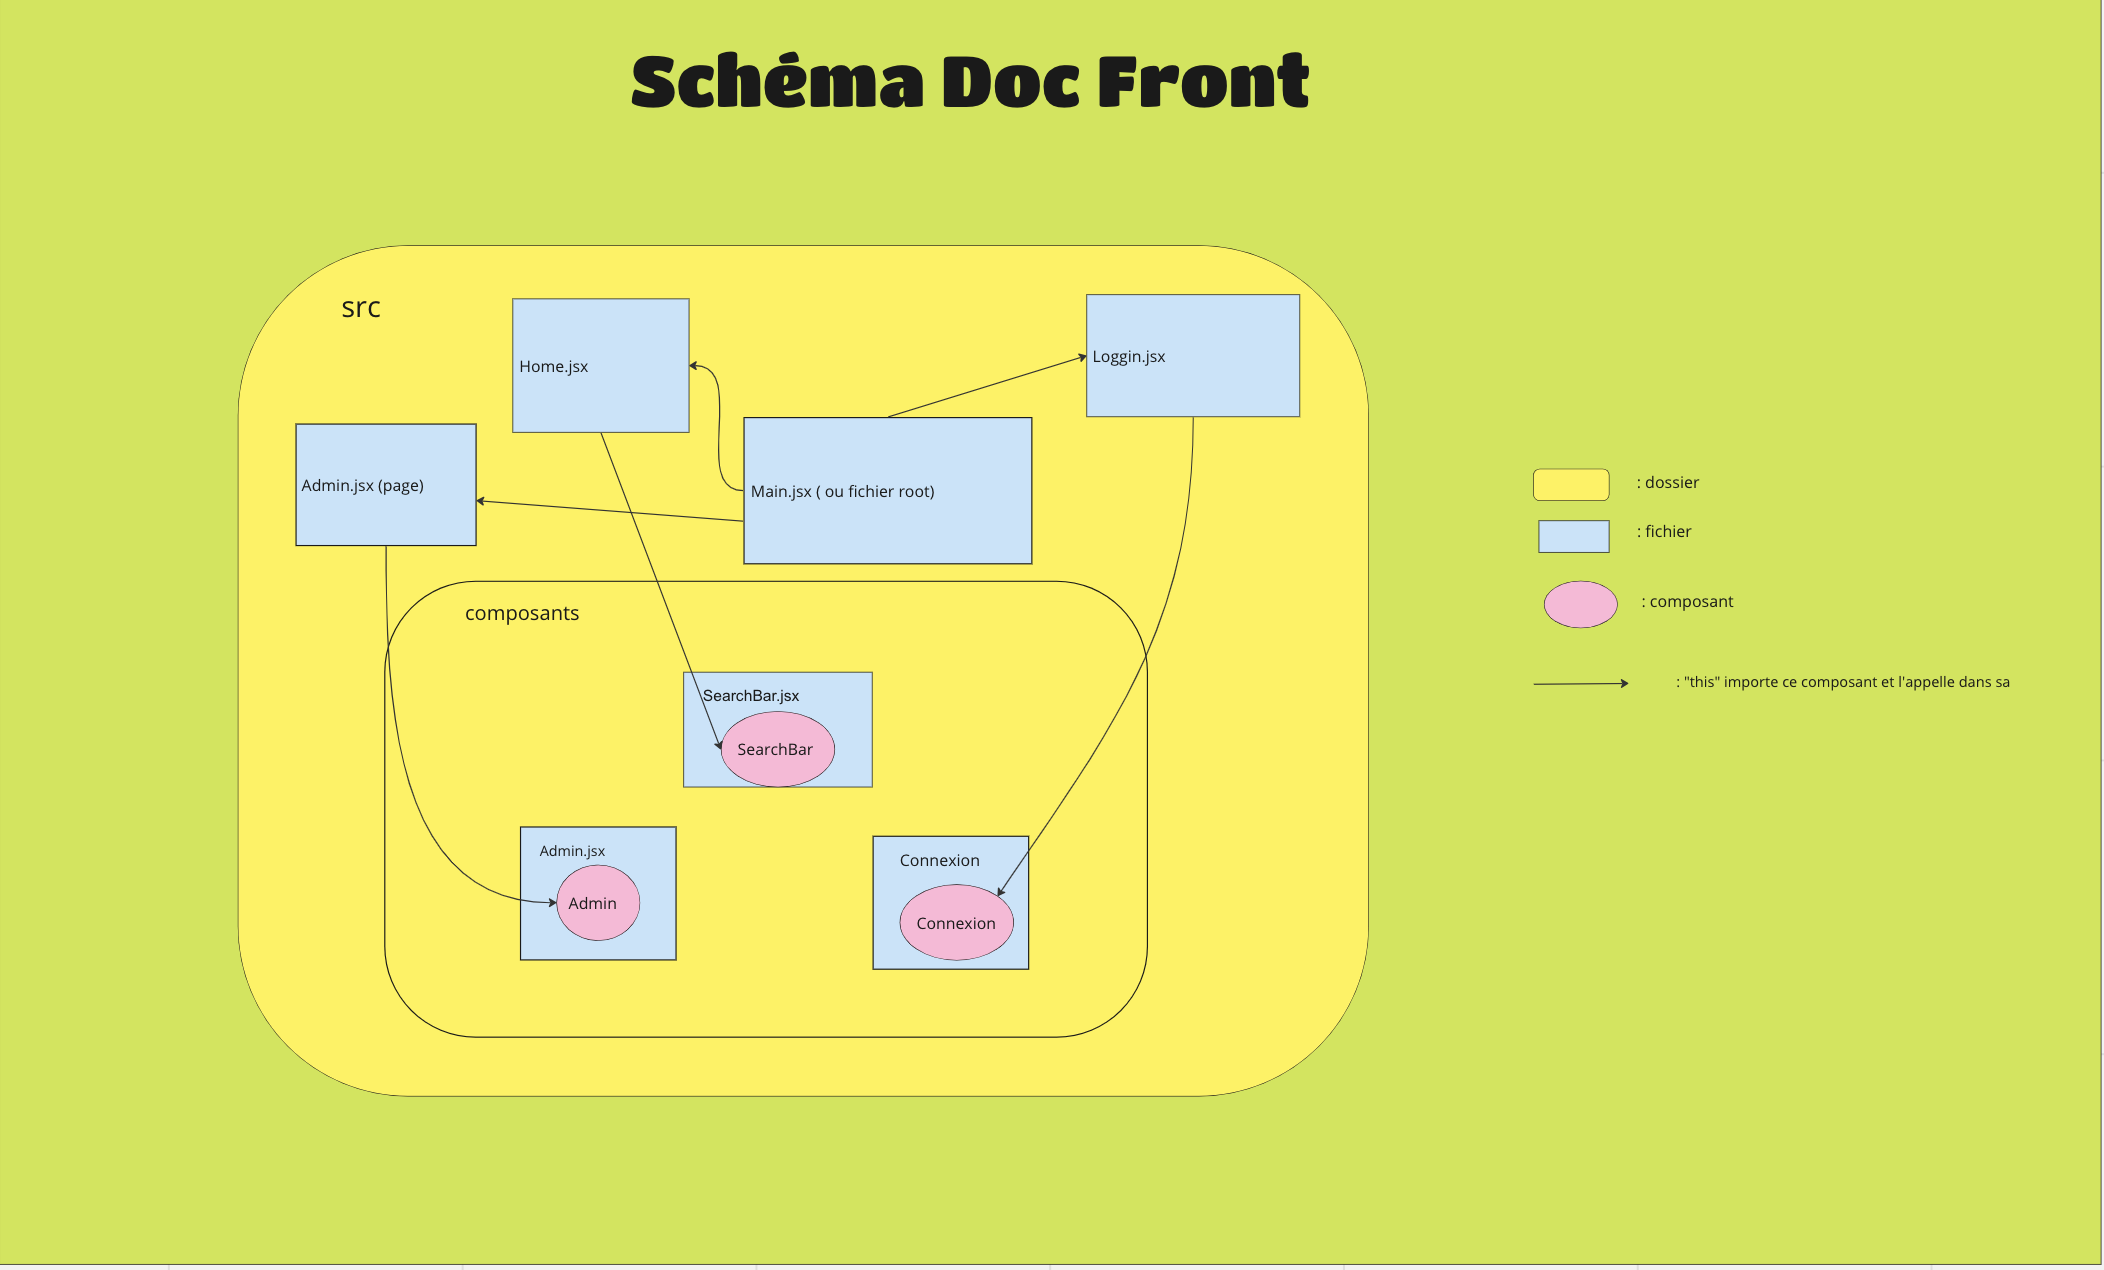 Schéma Doc Front
src
Home.jsx
Loggin.jsx
Admin.jsx (page)
Main.jsx ( ou fichier root)
composants
SearchBar.jsx
SearchBar
Admin.jsx
Admin
Connexion
Connexion
: dossier
: fichier
: composant
: "this" importe ce composant et l'appelle dans sa